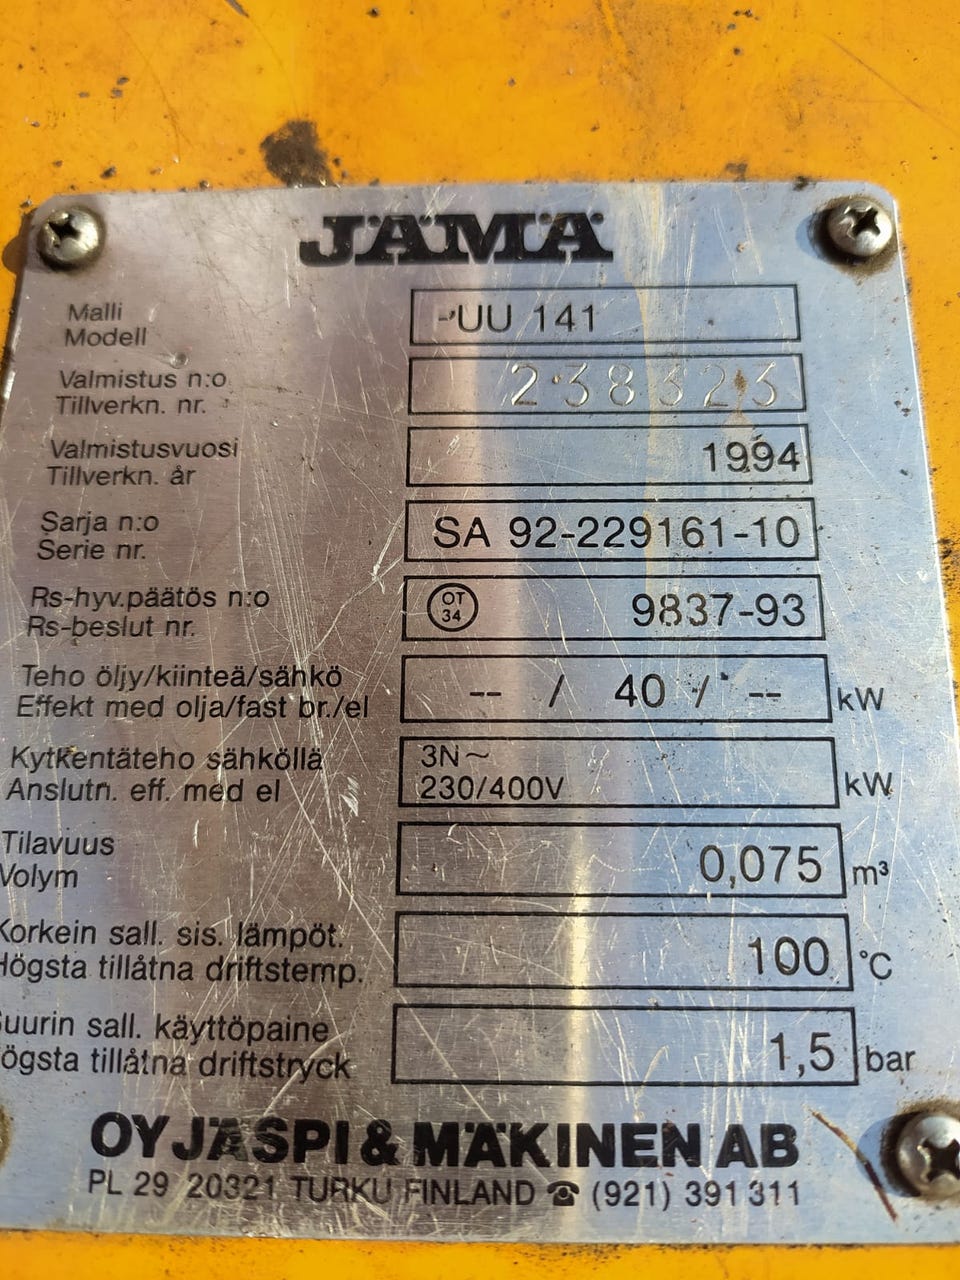 JÄMÄ
Malli
Modell
UU 141
Valmistus n:o
Tillverkn. nr.
238323
Valmistusvuosi
Tillverkn. år
1994
Sarja n:o
Serie nr.
SA 92-229161-10
Rs-hyv.päätös n:o
Rs-beslut nr.
OT
34
9837-93
Teho öljy/kiinteä/sähkö
Effekt med olja/fast br./el
-- / 40 / -- kW
Kytkentäteho sähköllä
Anslutn. eff. med el
3N~
230/400V
kW
Tilavuus
Volym
0,075 m³
Korkein sall. sis. lämpöt.
Högsta tillåtna driftstemp.
100 °C
uurin sall. käyttöpaine
ögsta tillåtna driftstryck
1,5 bar
OY JÄSPI & MÄKINEN AB
PL 29 20321 TURKU FINLAND ☎ (921) 391 311